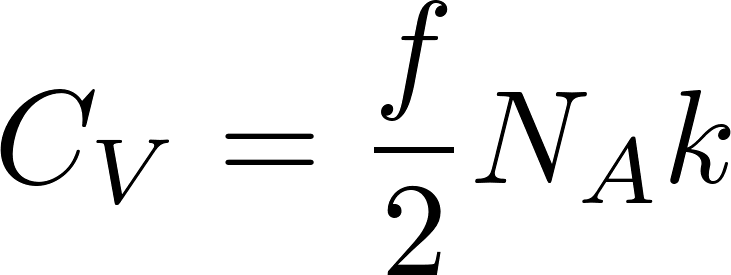 C_V = \frac{f}{2} N_A k